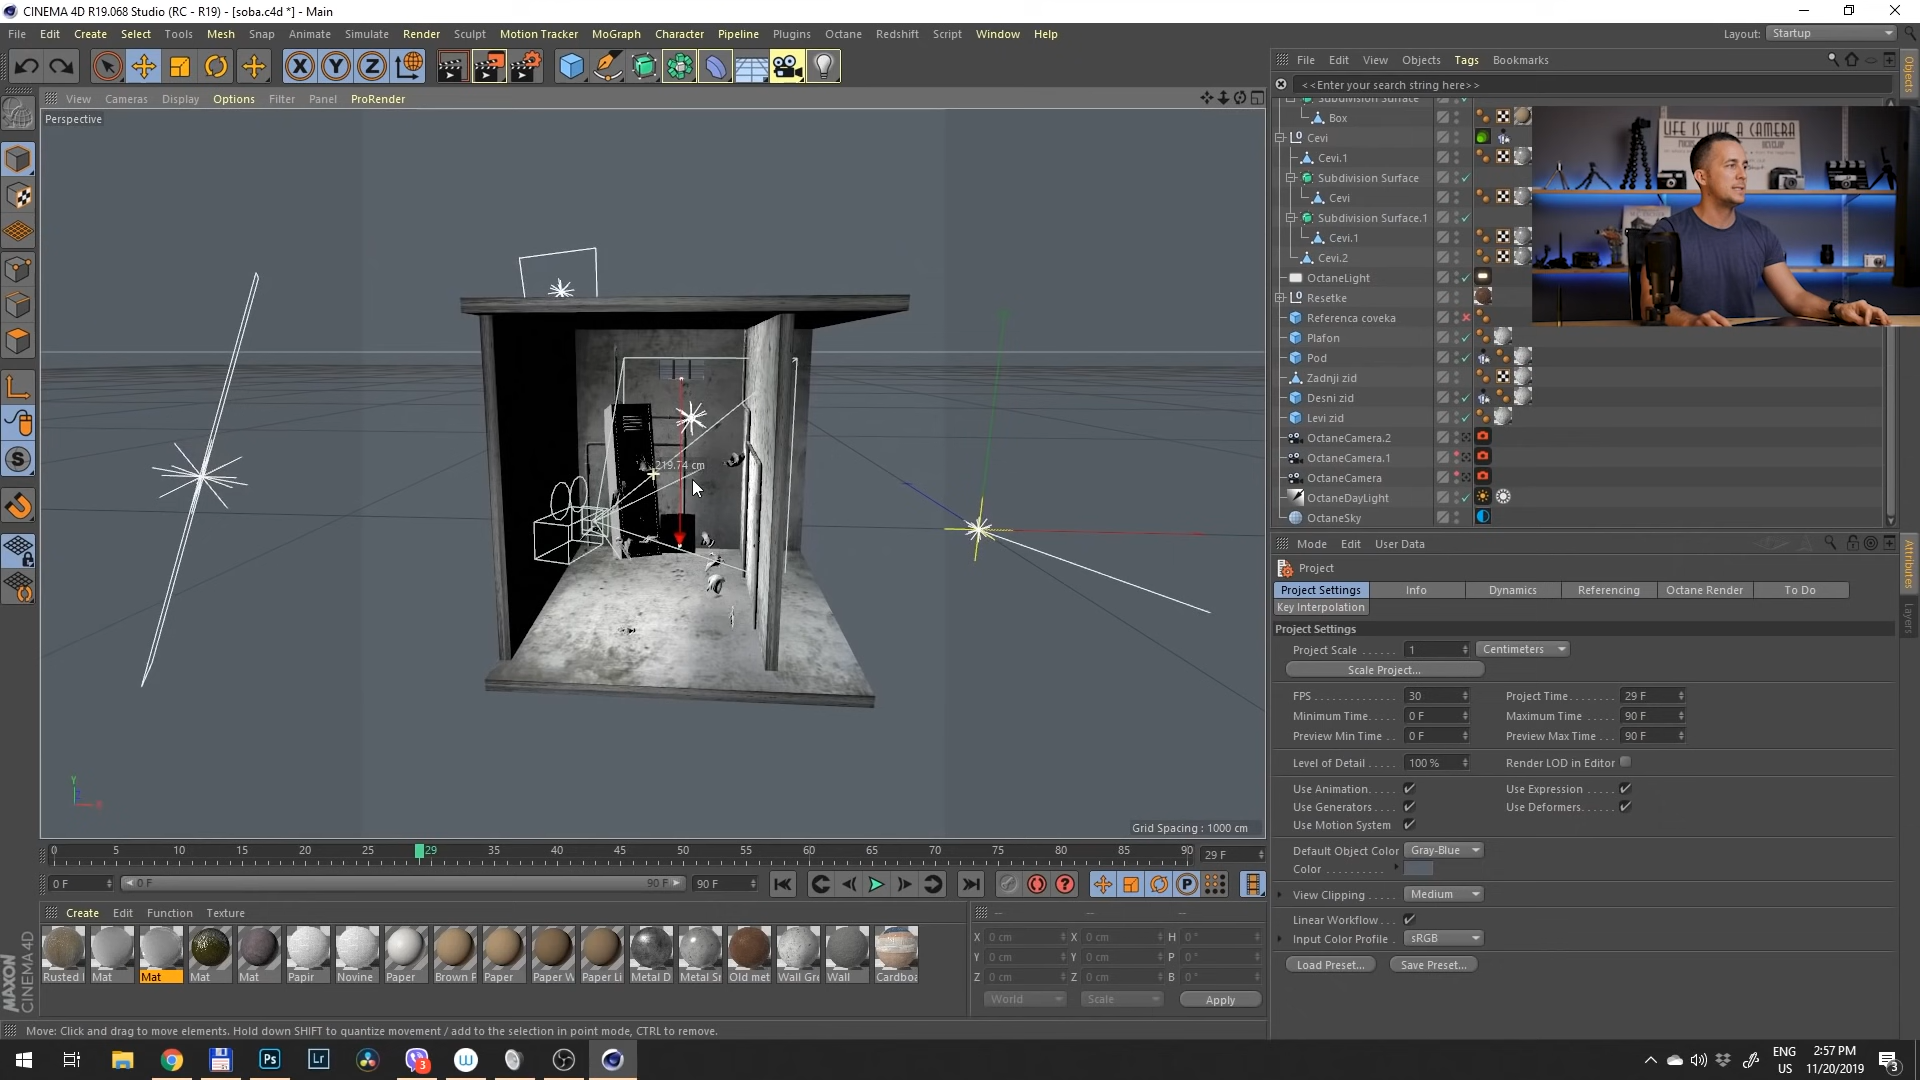 CINEMA 4D R19.068 Studio (RC - R19) - [soba.c4d *] - Main
File Edit Create Select Tools Mesh Snap Animate Simulate Render Sculpt Motion Tracker MoGraph Character Pipeline Plugins Octane Redshift Script Window Help
Layout: Startup
File Edit View Objects Tags Bookmarks
<<Enter your search string here>>
View Cameras Display Options Filter Panel ProRender
Perspective
Subdivision Surface
Box
Cevi
Cevi.1
Subdivision Surface
Cevi
Subdivision Surface.1
Cevi.1
Cevi.2
OctaneLight
Resetke
Referenca coveka
Plafon
Pod
Zadnji zid
Desni zid
Levi zid
OctaneCamera.2
OctaneCamera.1
OctaneCamera
OctaneDayLight
OctaneSky
LIFE IS LIKE A CAMERA
Objects
219.74 cm
Grid Spacing : 1000 cm
Y
Mode Edit User Data
Project
Project Settings Info Dynamics Referencing Octane Render To Do
Key Interpolation
Project Settings
Project Scale . . . . . . 1 Centimeters
Scale Project...
FPS 30 Project Time 29 F
Minimum Time 0 F Maximum Time 90 F
Preview Min Time 0 F Preview Max Time 90 F
Level of Detail 100 % Render LOD in Editor
Use Animation Use Expression
Use Generators Use Deformers
Use Motion System
Default Object Color Gray-Blue
Color
View Clipping Medium
Linear Workflow
Input Color Profile sRGB
Load Preset... Save Preset...
Attributes
Layers
0 5 10 15 20 25 29 35 40 45 50 55 60 65 70 75 80 85 90 29 F
0 F 0 F 90 F 90 F
Create Edit Function Texture
Rusted Mat Mat Mat Mat Papir Novine Paper Brown F Paper Paper W Paper Li Metal D Metal Sr Old met Wall Gre Wall Cardboa
X 0 cm X 0 cm H 0 °
Y 0 cm Y 0 cm P 0 °
Z 0 cm Z 0 cm B 0 °
World Scale Apply
MAXON CINEMA 4D
Move: Click and drag to move elements. Hold down SHIFT to quantize movement / add to the selection in point mode, CTRL to remove.
Ps Lr 3 W
ENG US
2:57 PM
11/20/2019
3